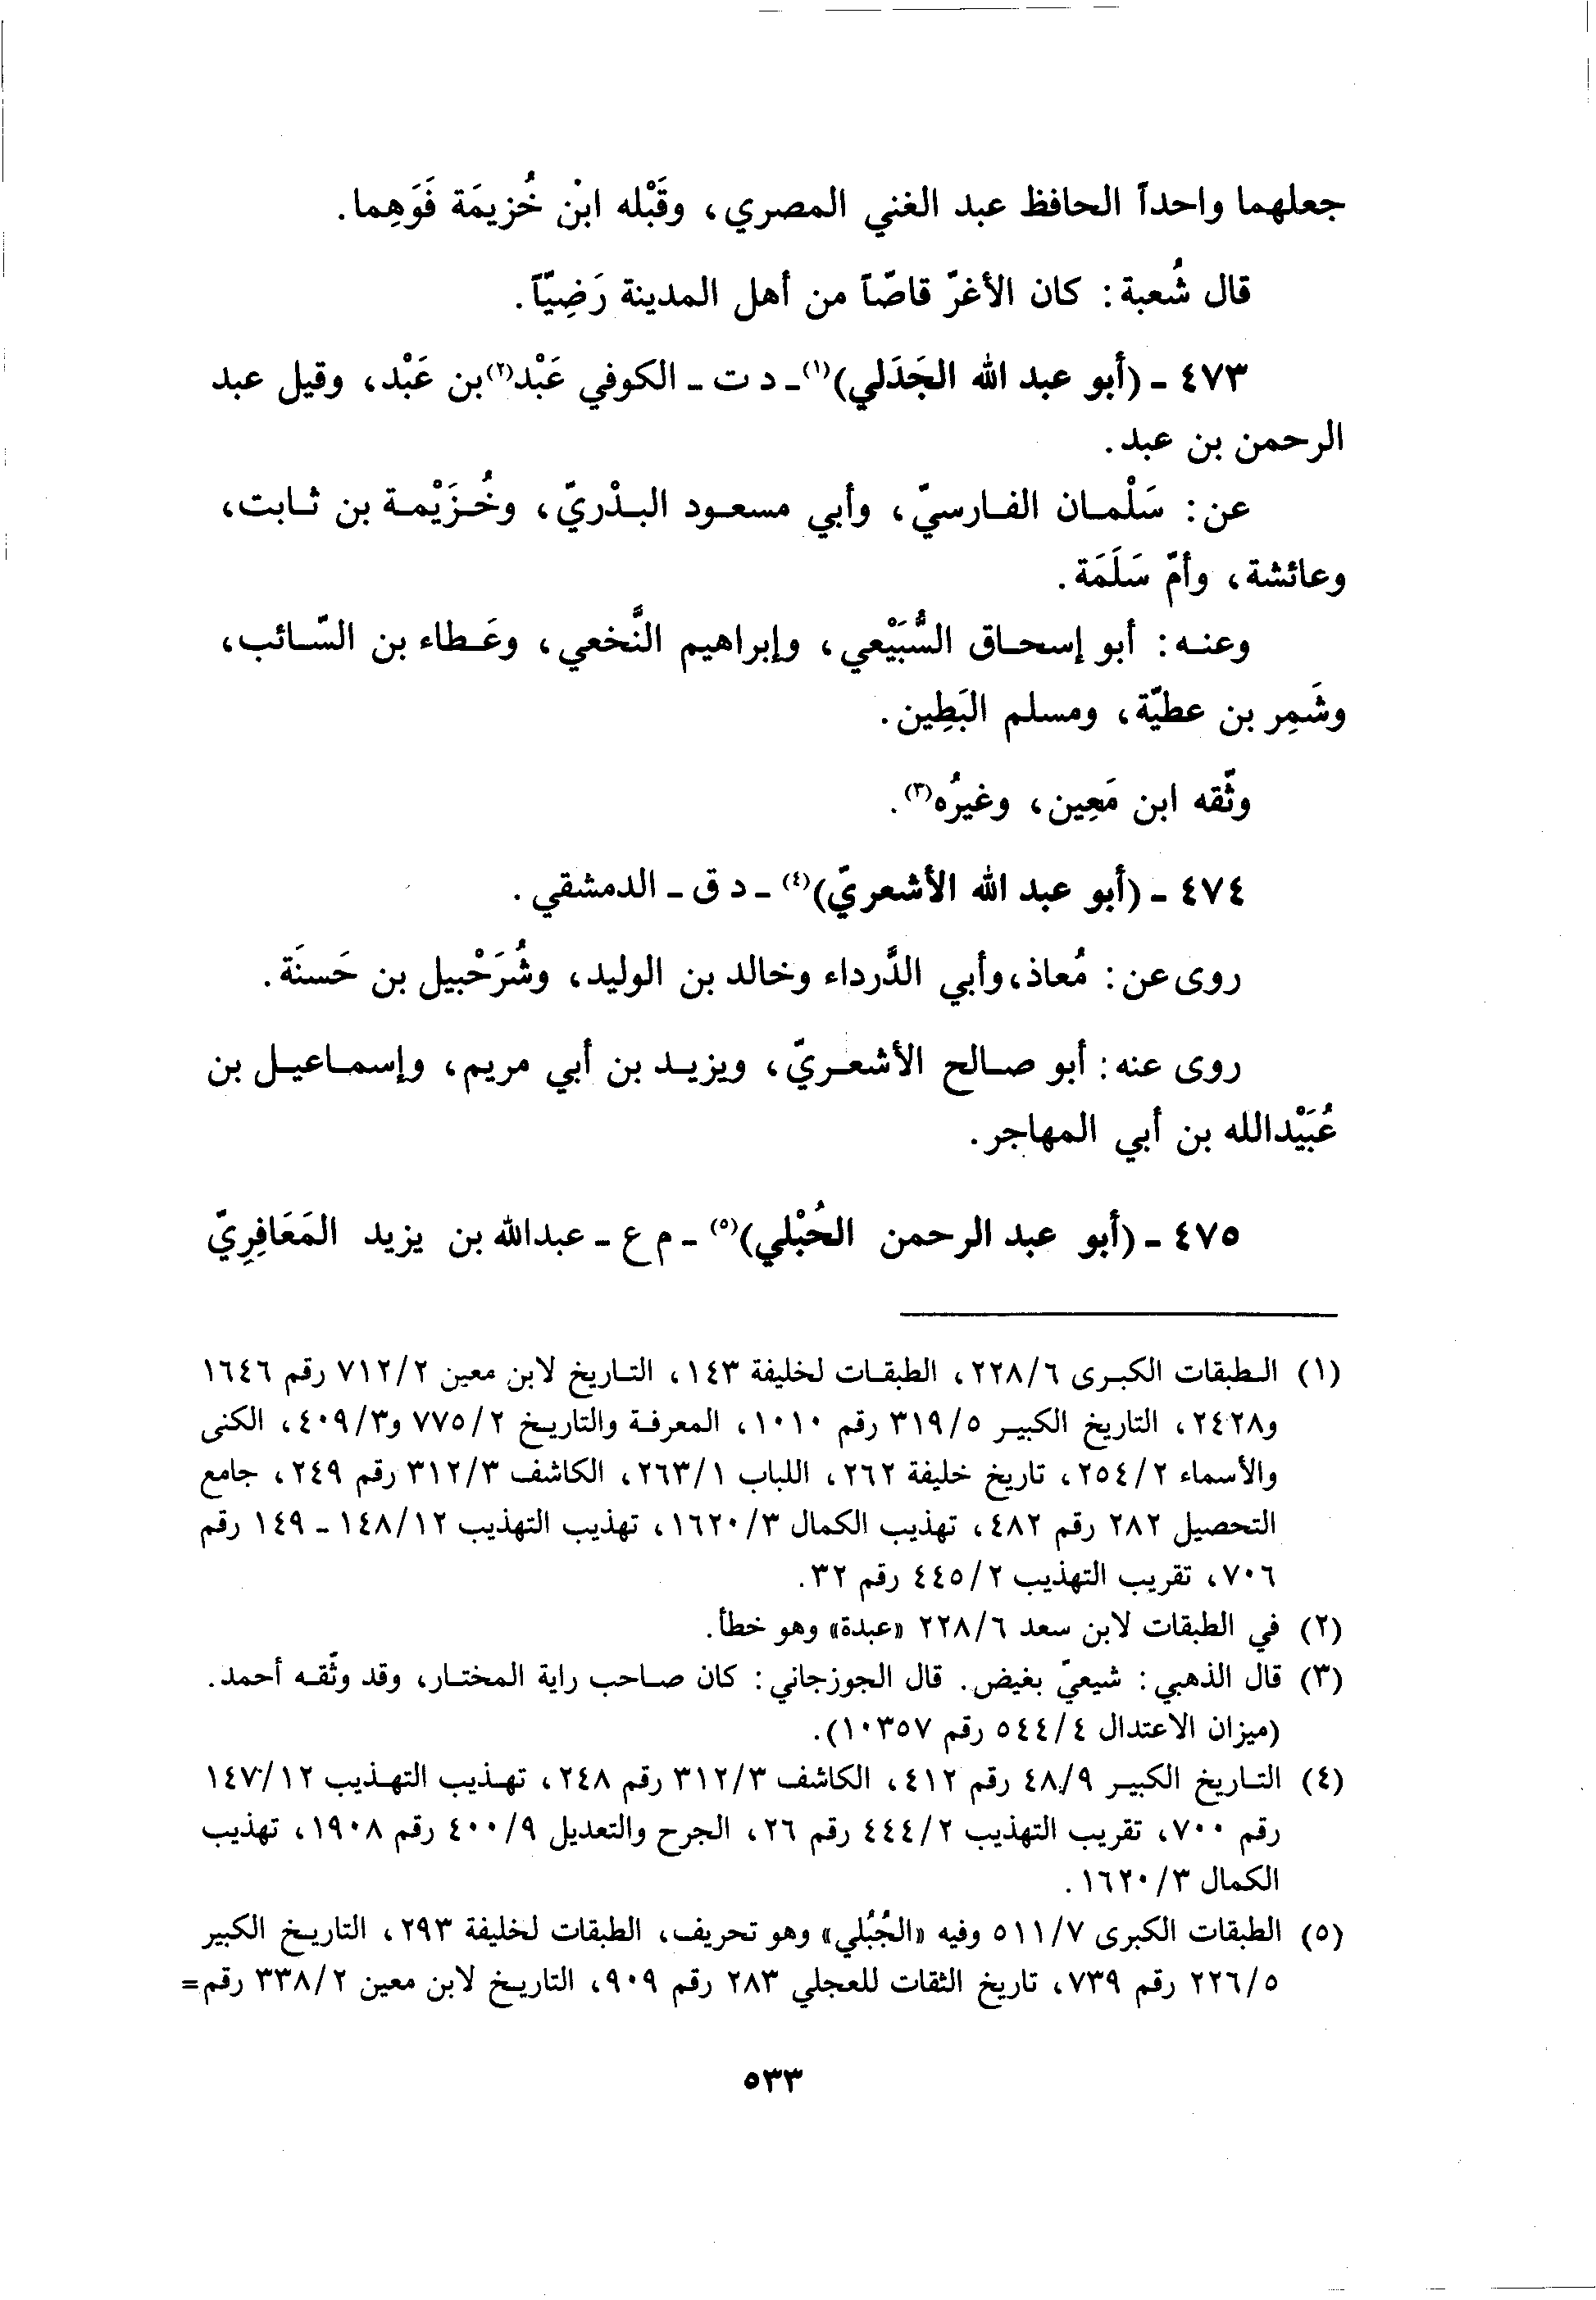 جعلهما واحداً الحافظ عبد الغني المصري، وقَبْله ابنُ خُزيمَة فَوَهِما.
قال شُعبة: كان الأغرّ قاصّاً من أهل المدينة رَضِيّاً.
٤٧٣ - (أبو عبد الله الجَدَلي)(١) - د ت - الكوفي عَبْد(٢) بن عَبْد، وقيل عبد
الرحمن بن عبد.
عن: سَلْمان الفارسيّ، وأبي مسعود البدْريّ، وخُزَيْمة بن ثابت،
وعائشة، وأمّ سَلَمَة.
وعنه: أبو إسحاق السُّبَيْعي، وإبراهيم النَّخعي، وعَطاء بن السّائب،
وشَمِر بن عطيّة، ومسلم البَطِين.
وثّقه ابن مَعِين، وغيرُه(٣).
٤٧٤ - (أبو عبد الله الأشعريّ)(٤) - د ق - الدمشقي.
روى عن: مُعاذ، وأبي الدَّرداء وخالد بن الوليد، وشُرَحْبيل بن حَسنَة.
روى عنه: أبو صالح الأشعريّ، ويزيد بن أبي مريم، وإسماعيل بن
عُبَيْدالله بن أبي المهاجر.
٤٧٥ - (أبو عبد الرحمن الحُبْلي)(٥) - م ع - عبدالله بن يزيد المَعَافِرِيّ
(١) الطبقات الكبرى ٢٢٨/٦، الطبقات لخليفة ١٤٣، التاريخ لابن معين ٧١٢/٢ رقم ١٦٤٦
و٢٤٢٨، التاريخ الكبير ٣١٩/٥ رقم ١٠١٠، المعرفة والتاريخ ٧٧٥/٢ و٤٠٩/٣، الكنى
والأسماء ٢٥٤/٢، تاريخ خليفة ٢٦٢، اللباب ٢٦٣/١، الكاشف ٣١٢/٣ رقم ٢٤٩، جامع
التحصيل ٢٨٢ رقم ٤٨٢، تهذيب الكمال ١٦٢٠/٣، تهذيب التهذيب ١٤٨/١٢ - ١٤٩ رقم
٧٠٦، تقريب التهذيب ٤٤٥/٢ رقم ٣٢.
(٢) في الطبقات لابن سعد ٢٢٨/٦ «عبدة» وهو خطأ.
(٣) قال الذهبي: شيعيّ بغيض. قال الجوزجاني: كان صاحب راية المختار، وقد وثّقه أحمد.
(ميزان الاعتدال ٥٤٤/٤ رقم ١٠٣٥٧).
(٤) التاريخ الكبير ٤٨/٩ رقم ٤١٢، الكاشف ٣١٢/٣ رقم ٢٤٨، تهذيب التهذيب ١٤٧/١٢
رقم ٧٠٠، تقريب التهذيب ٤٤٤/٢ رقم ٢٦، الجرح والتعديل ٤٠٠/٩ رقم ١٩٠٨، تهذيب
الكمال ١٦٢٠/٣.
(٥) الطبقات الكبرى ٥١١/٧ وفيه «الجُبُلي» وهو تحريف، الطبقات لخليفة ٢٩٣، التاريخ الكبير
٢٢٦/٥ رقم ٧٣٩، تاريخ الثقات للعجلي ٢٨٣ رقم ٩٠٩، التاريخ لابن معين ٣٣٨/٢ رقم=
٥٣٣